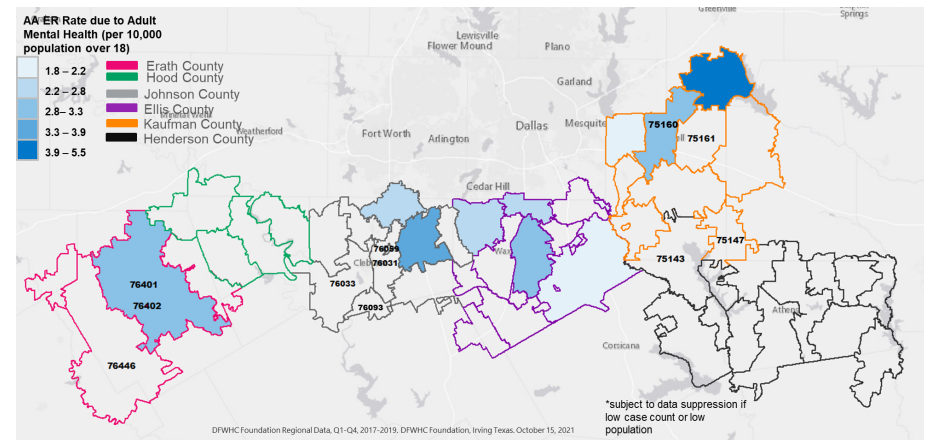 AA ER Rate due to Adult
Mental Health (per 10,000
population over 18)
1.8 – 2.2
2.2 – 2.8
2.8– 3.3
3.3 – 3.9
3.9 – 5.5
Erath County
Hood County
Johnson County
Ellis County
Kaufman County
Henderson County
Greenville
Springs
Lewisville
Flower Mound
Plano
Garland
Weatherford
Fort Worth
Arlington
Dallas
Mesquite
Cedar Hill
75160
75161
76059
76031
76033
76093
76401
76402
76446
75147
75143
Athens
Corsicana
*subject to data suppression if
low case count or low
population
DFWHC Foundation Regional Data, Q1-Q4, 2017-2019. DFWHC Foundation, Irving Texas. October 15, 2021